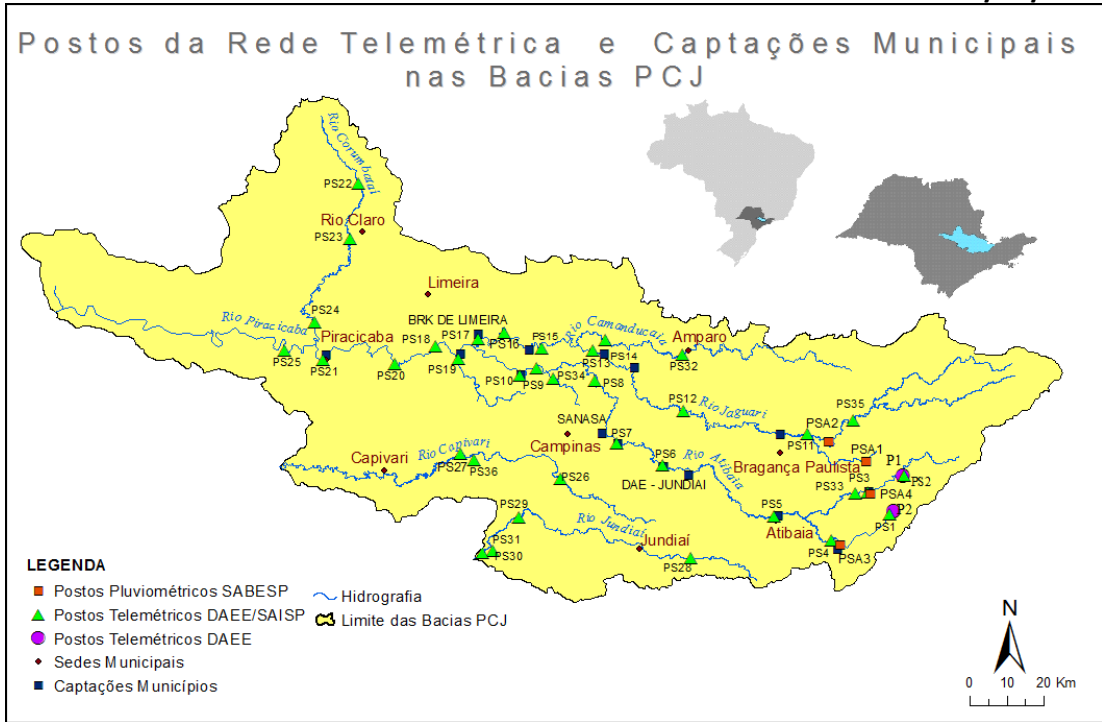 Postos da Rede Telemétrica e Captações Municipais
nas Bacias PCJ
Rio Corumbataí
PS22
Rio Claro
PS23
Limeira
PS24
Rio Piracicaba
Piracicaba
BRK DE LIMEIRA
PS18
PS17
PS16
PS15
Rio Camanducaia
Amparo
PS25
PS21
PS20
PS19
PS10
PS9
PS34
PS13
PS14
PS8
PS32
PS12
Rio Jaguari
PS35
PSA2
PS11
SANASA
PS7
Campinas
Rio Capivari
Capivari
PS27
PS36
PS26
PS6
Rio Atibaia
DAE - JUNDIAI
Bragança Paulista
PSA1
P1
PS2
PS3
PS33
PSA4
P2
PS1
PS5
Atibaia
PS4
PSA3
PS29
Rio Jundiaí
PS31
PS30
Jundiaí
PS28
LEGENDA
Postos Pluviométricos SABESP
Postos Telemétricos DAEE/SAISP
Postos Telemétricos DAEE
Sedes Municipais
Captações Municípios
Hidrografia
Limite das Bacias PCJ
N
0 10 20 Km